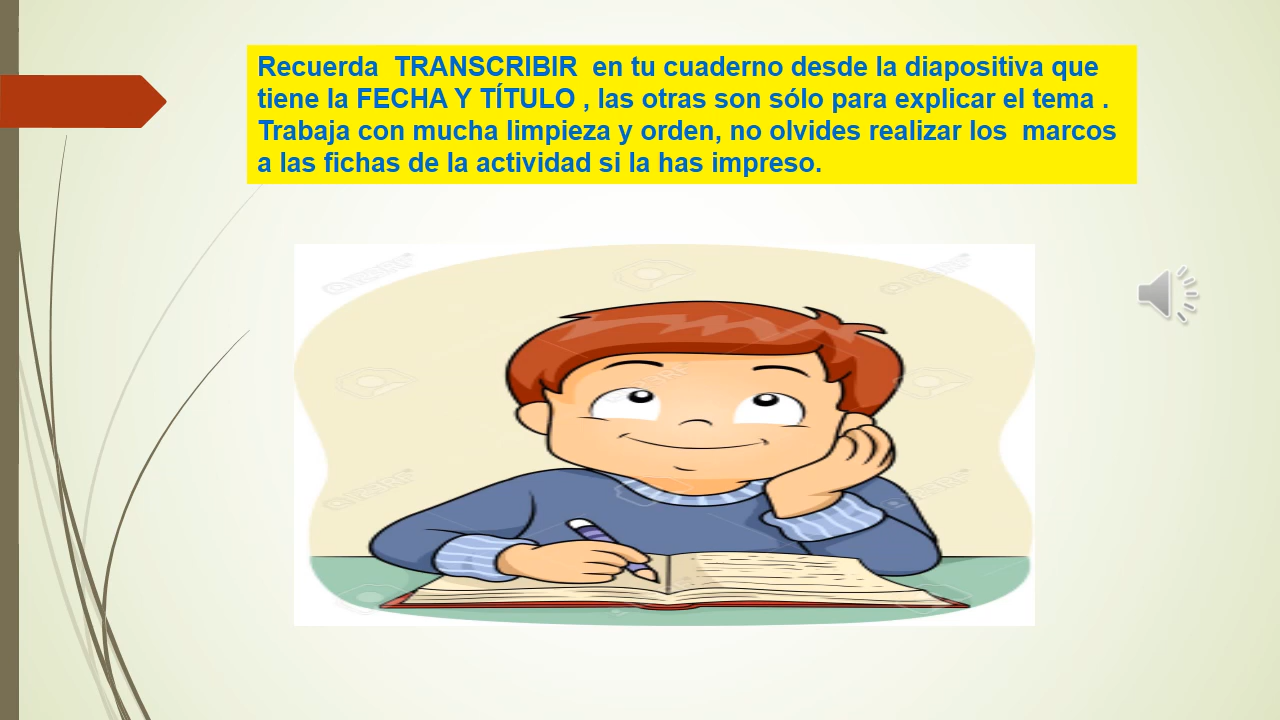 Recuerda TRANSCRIBIR en tu cuaderno desde la diapositiva que
tiene la FECHA Y TÍTULO , las otras son sólo para explicar el tema .
Trabaja con mucha limpieza y orden, no olvides realizar los marcos
a las fichas de la actividad si la has impreso.